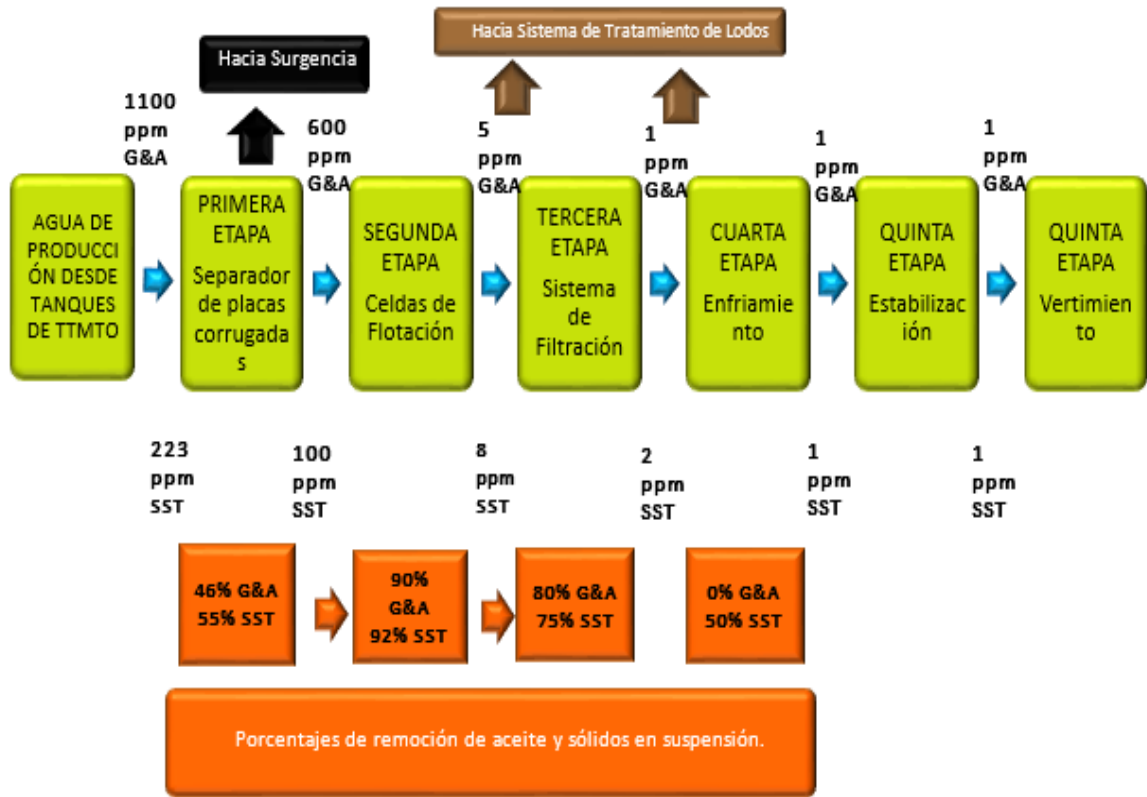 Hacia Surgencia
Hacia Sistema de Tratamiento de Lodos
1100
ppm
G&A
600
ppm
G&A
5
ppm
G&A
1
ppm
G&A
1
ppm
G&A
1
ppm
G&A
AGUA DE
PRODUCCI
ÓN DESDE
TANQUES
DE TTMTO
PRIMERA
ETAPA
Separador
de placas
corrugada
s
SEGUNDA
ETAPA
Celdas de
Flotación
TERCERA
ETAPA
Sistema
de
Filtración
CUARTA
ETAPA
Enfriamie
nto
QUINTA
ETAPA
Estabilizac
ión
QUINTA
ETAPA
Vertimien
to
223
ppm
SST
100
ppm
SST
8
ppm
SST
2
ppm
SST
1
ppm
SST
1
ppm
SST
46% G&A
55% SST
90%
G&A
92% SST
80% G&A
75% SST
0% G&A
50% SST
Porcentajes de remoción de aceite y sólidos en suspensión.